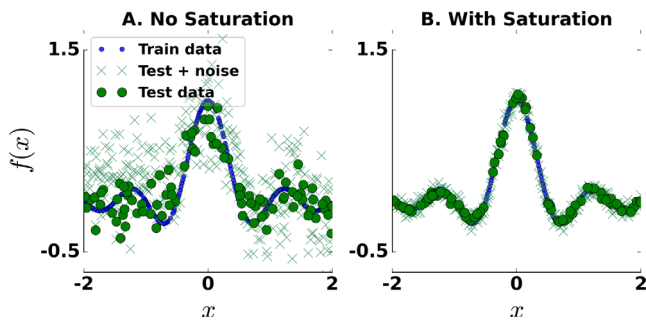 A. No Saturation
B. With Saturation
1.5
Train data
Test + noise
Test data
f(x)
-0.5
-2
0
2
x
1.5
-0.5
-2
0
2
x